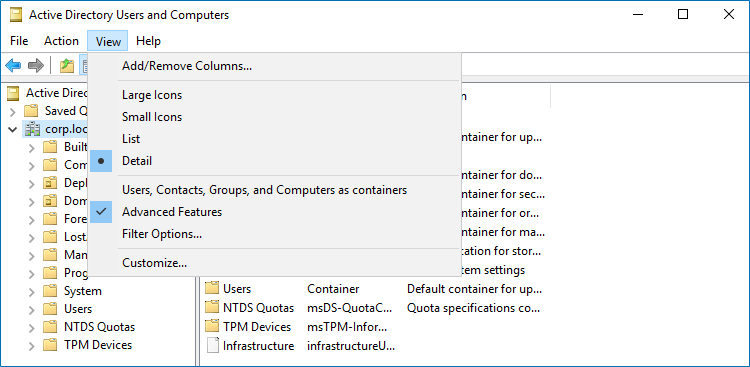 Active Directory Users and Computers
File Action View Help
Add/Remove Columns...
Large Icons
Small Icons
List
Detail
Users, Contacts, Groups, and Computers as containers
Advanced Features
Filter Options...
Customize...
Active Direc
Saved Q
corp.loc
Built
Com
Depl
Dom
Fore
Lost
Man
Prog
System
Users
NTDS Quotas
TPM Devices
container for up...
container for do...
container for sec...
container for or...
container for ma...
cation for stor...
tem settings
Users Container Default container for up...
NTDS Quotas msDS-QuotaC... Quota specifications co...
TPM Devices msTPM-Infor...
Infrastructure infrastructureU...